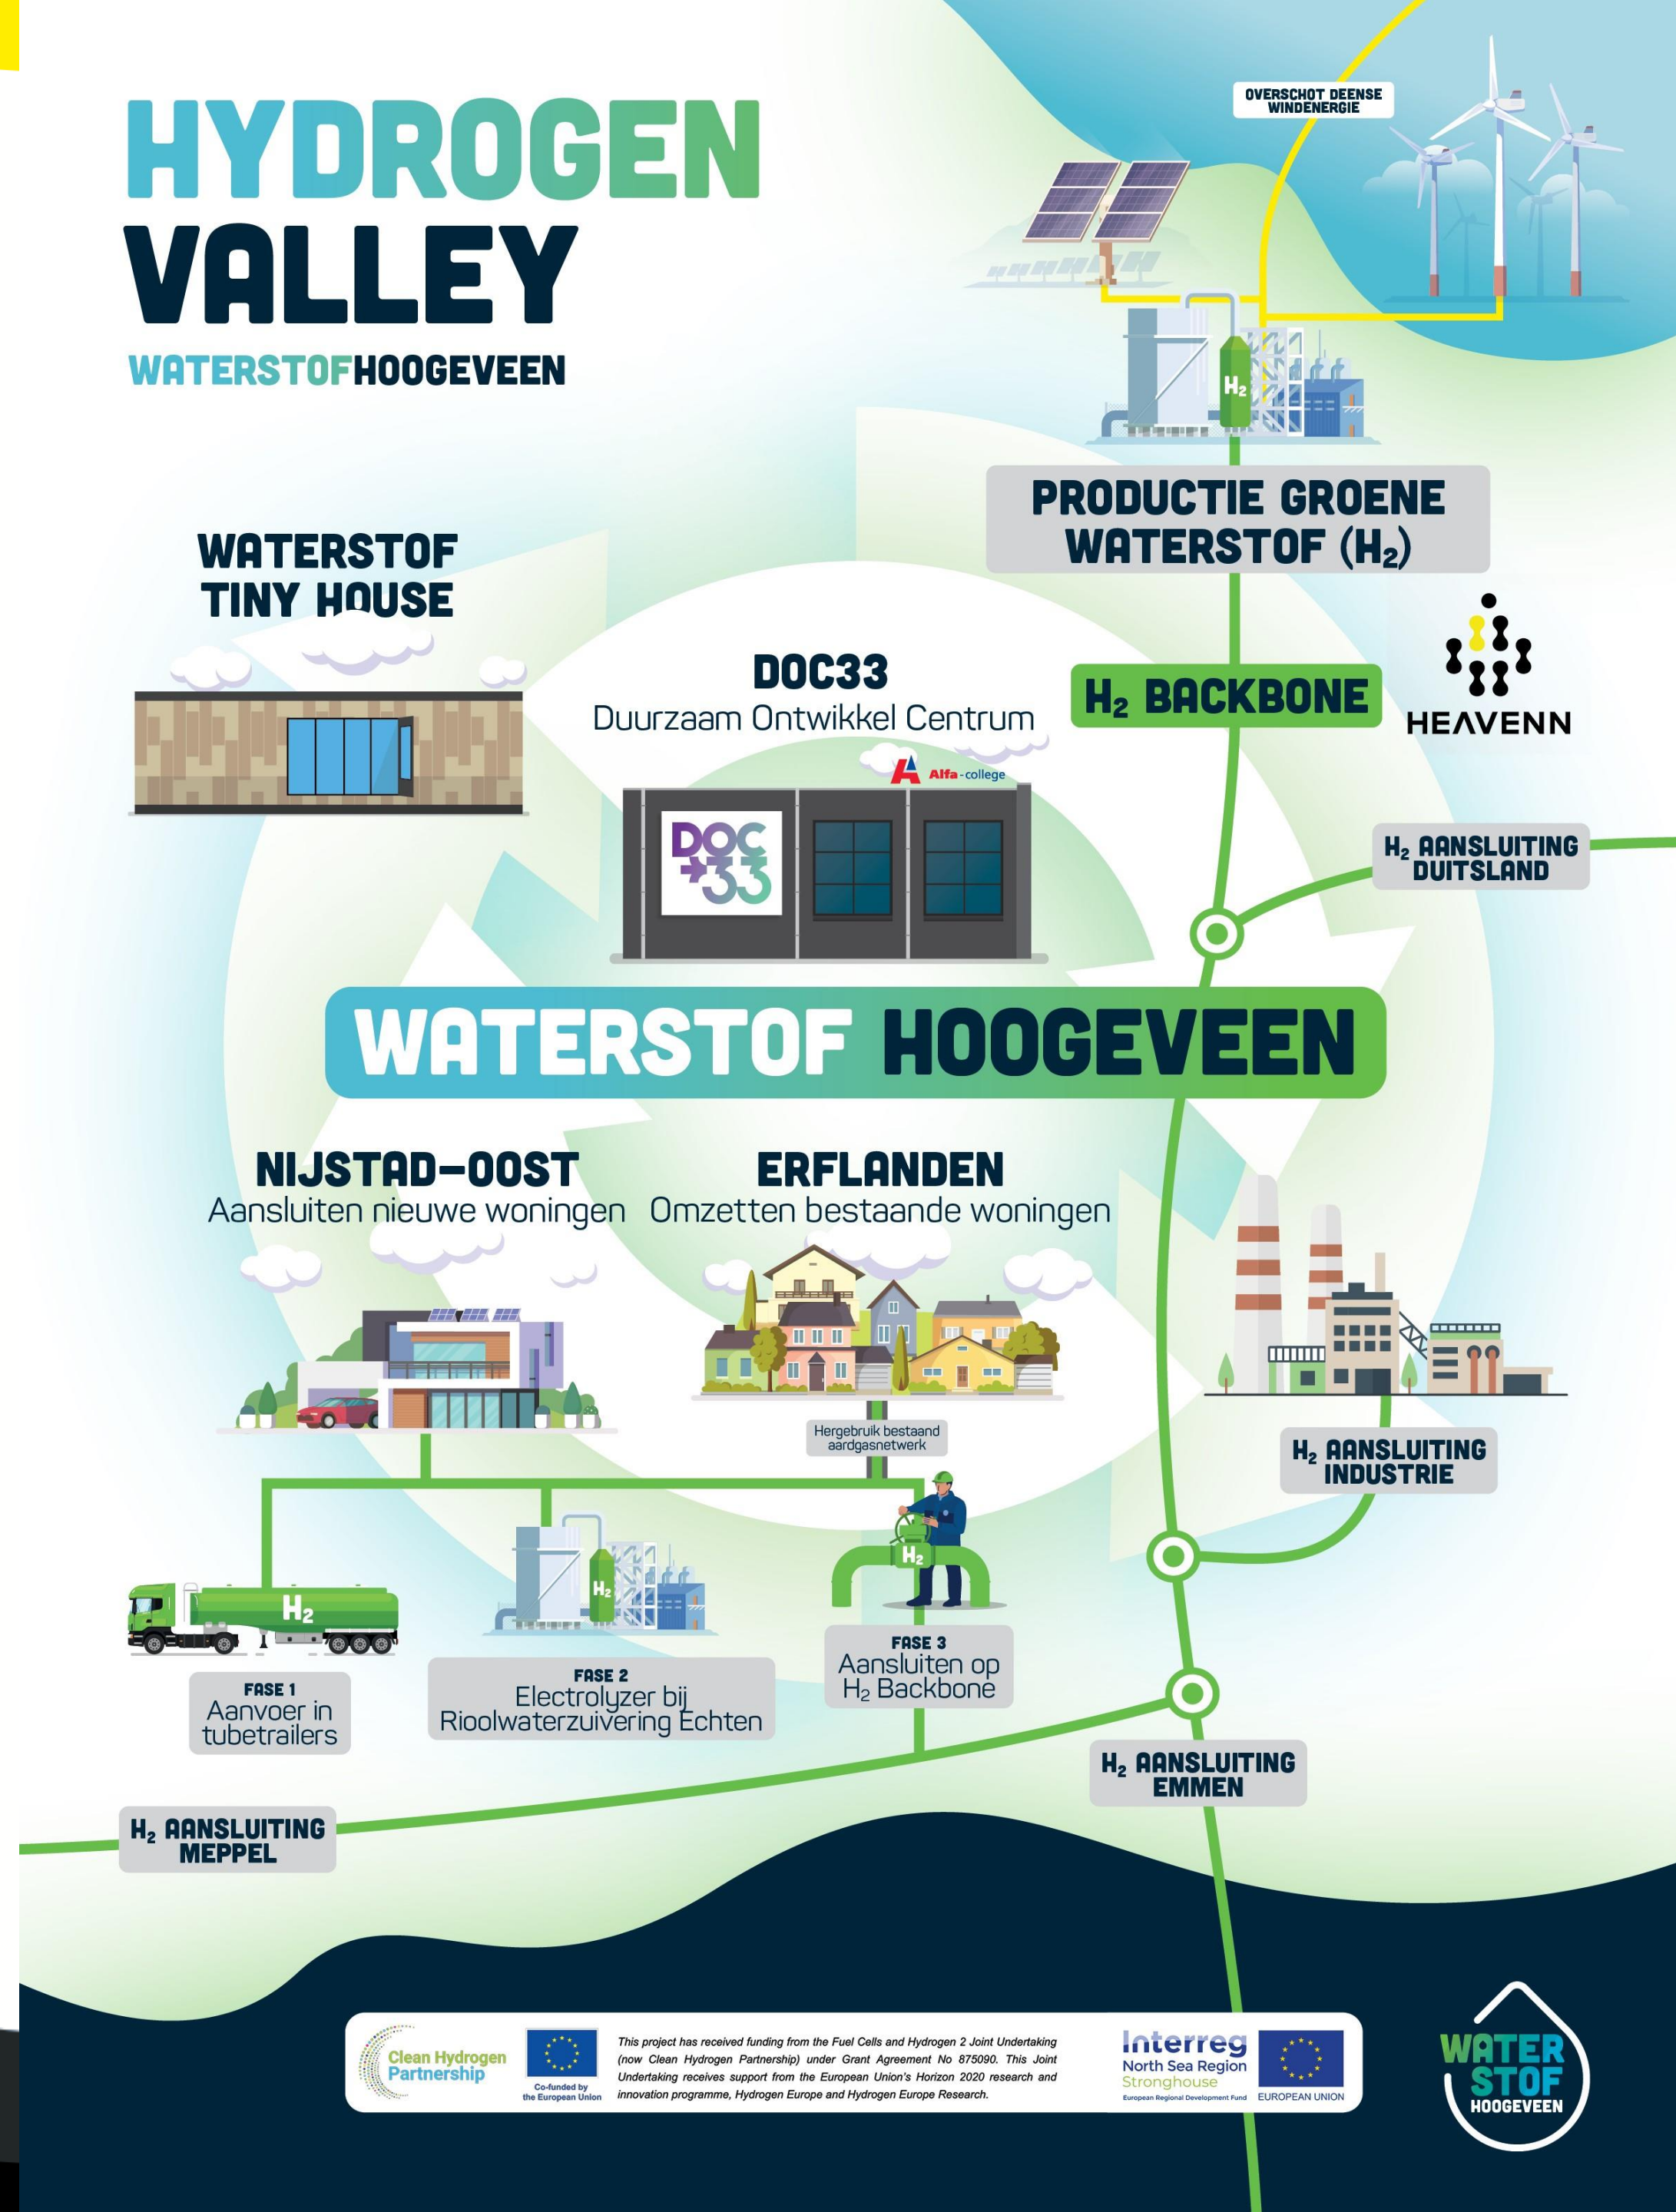 HYDROGEN
VALLEY
WATERSTOFHOOGEVEEN
OVERSCHOT DEENSE
WINDENERGIE
H₂
PRODUCTIE GROENE
WATERSTOF (H₂)
WATERSTOF
TINY HOUSE
DOC33
Duurzaam Ontwikkel Centrum
Alfa-college
DOC
33
H₂ BACKBONE
HEAVENN
H₂ AANSLUITING
DUITSLAND
WATERSTOF HOOGEVEEN
NIJSTAD-OOST
Aansluiten nieuwe woningen
ERFLANDEN
Omzetten bestaande woningen
Hergebruik bestaand
aardgasnetwerk
H₂ AANSLUITING
INDUSTRIE
H₂
H₂
H₂
FASE 1
Aanvoer in
tubetrailers
FASE 2
Electrolyzer bij
Rioolwaterzuivering Echten
FASE 3
Aansluiten op
H₂ Backbone
H₂ AANSLUITING
EMMEN
H₂ AANSLUITING
MEPPEL
Clean Hydrogen
Partnership
Co-funded by
the European Union
This project has received funding from the Fuel Cells and Hydrogen 2 Joint Undertaking
(now Clean Hydrogen Partnership) under Grant Agreement No 875090. This Joint
Undertaking receives support from the European Union's Horizon 2020 research and
innovation programme, Hydrogen Europe and Hydrogen Europe Research.
Interreg
North Sea Region
Stronghouse
European Regional Development Fund
EUROPEAN UNION
WATER
STOF
HOOGEVEEN